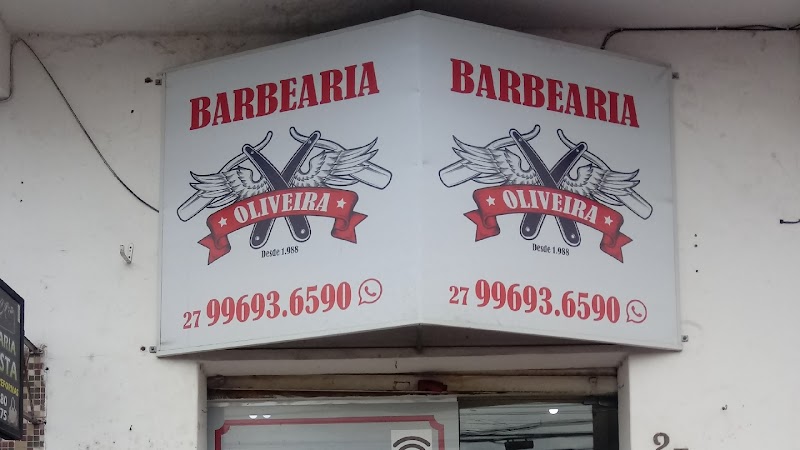 BARBEARIA
OLIVEIRA
Desde 1.988
27 99693.6590
BARBEARIA
OLIVEIRA
Desde 1.988
27 99693.6590